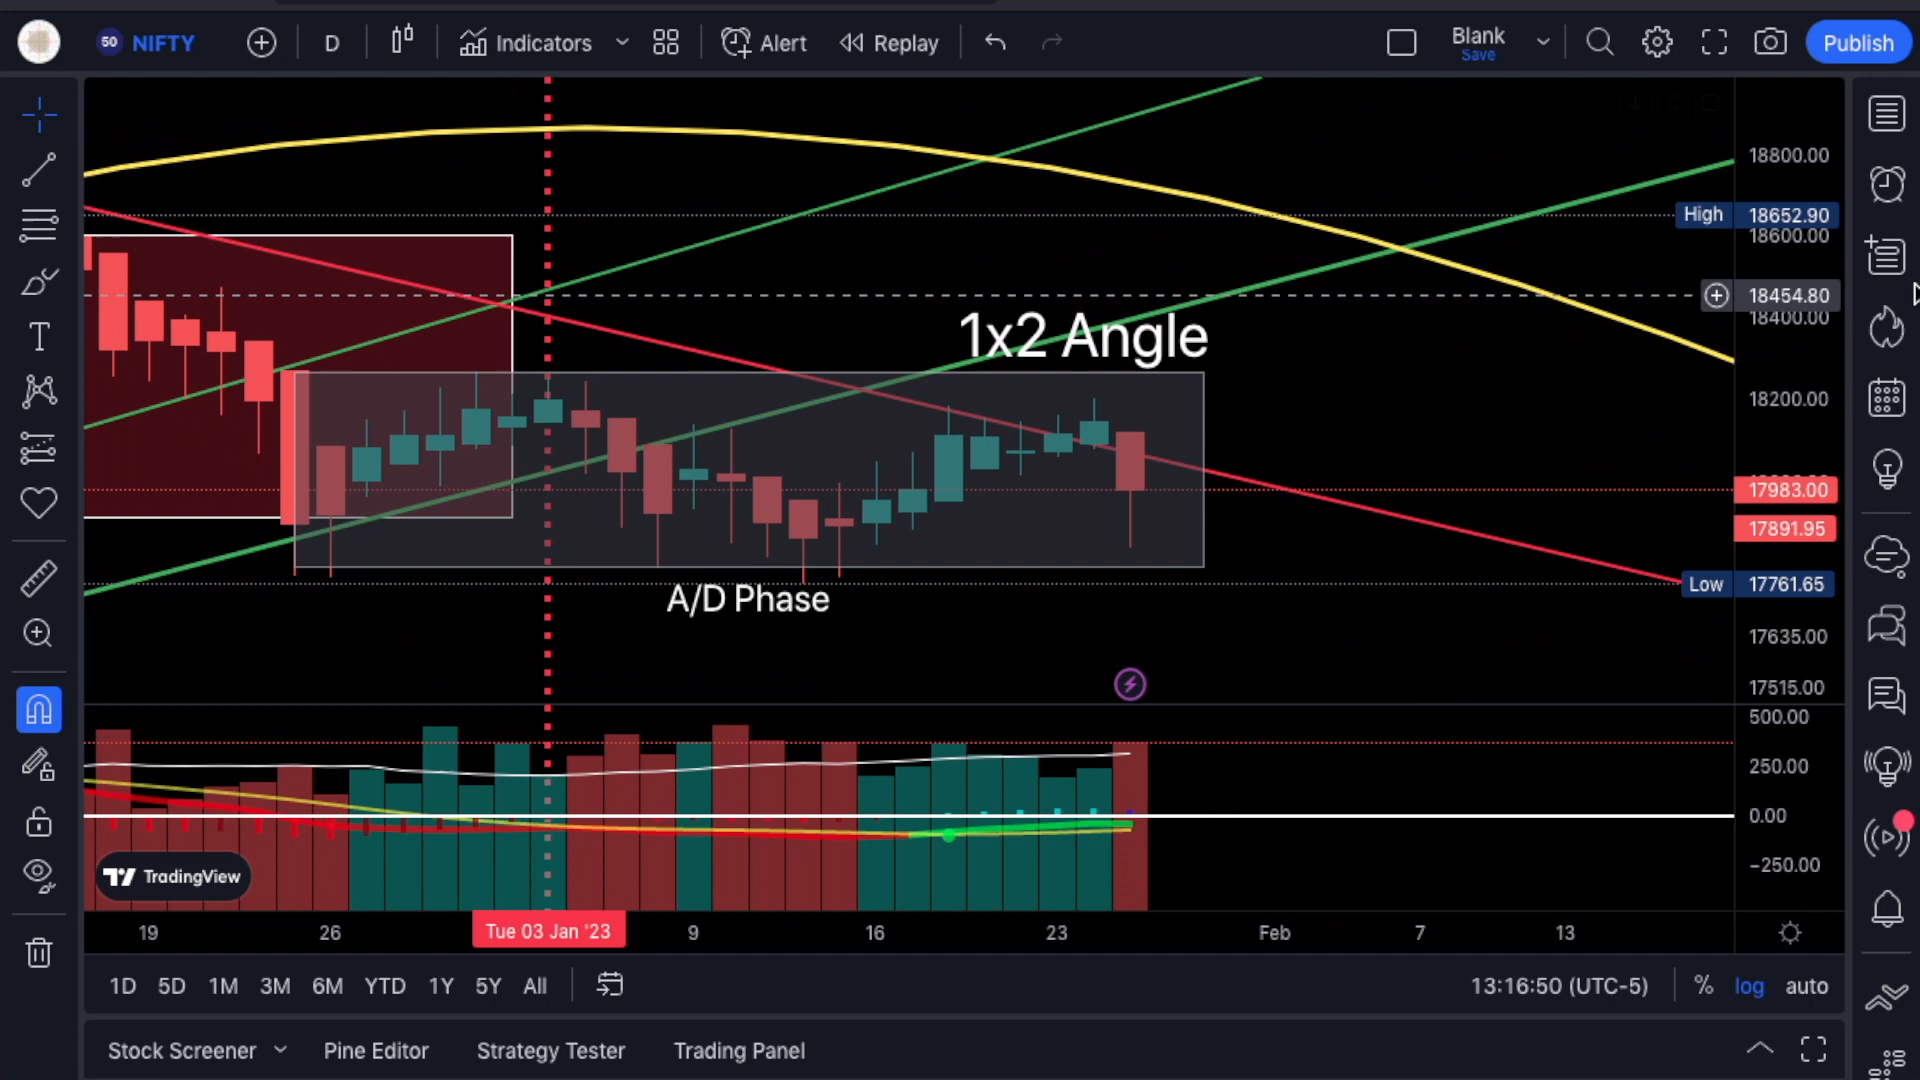 50 NIFTY D Indicators Alert Replay Blank Save Publish
18800.00
High 18652.90
18600.00
18454.80
18400.00
1x2 Angle
18200.00
17983.00
17891.95
Low 17761.65
A/D Phase
17635.00
17515.00
500.00
250.00
0.00
−250.00
TradingView
19 26 Tue 03 Jan '23 9 16 23 Feb 7 13
1D 5D 1M 3M 6M YTD 1Y 5Y All 13:16:50 (UTC-5) % log auto
Stock Screener Pine Editor Strategy Tester Trading Panel